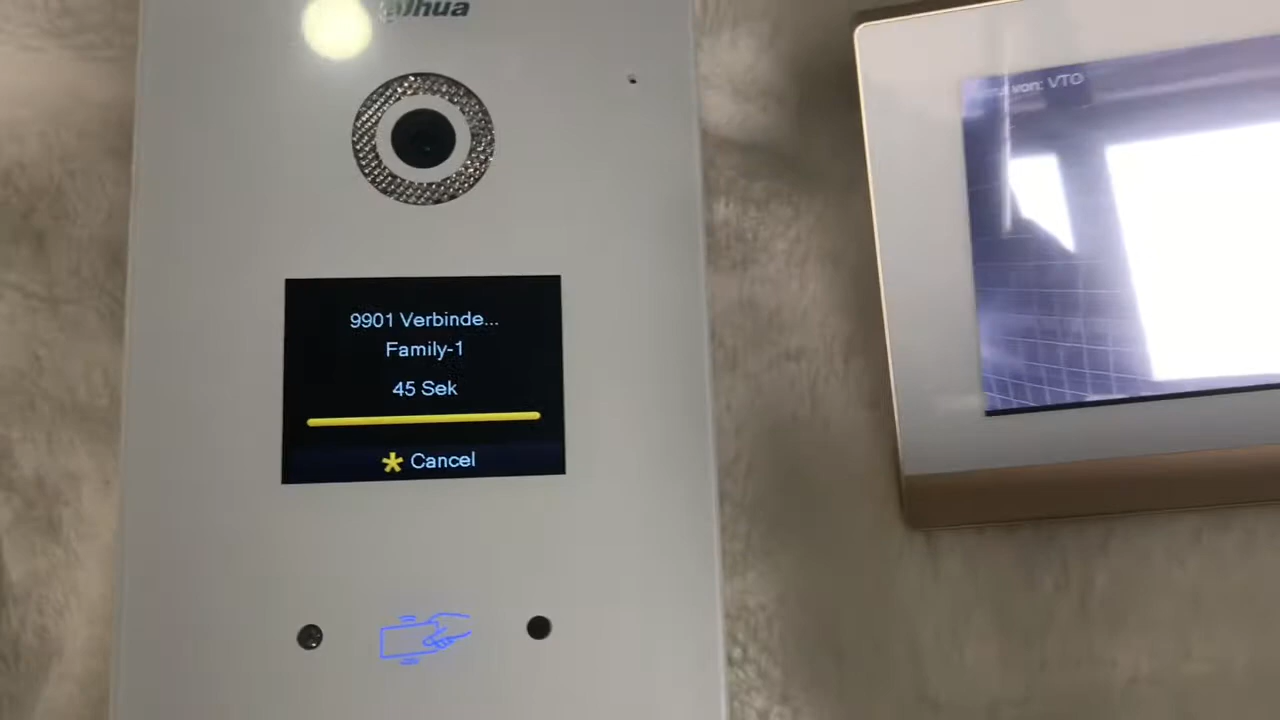 alhua
9901 Verbinde...
Family-1
45 Sek
* Cancel
von: VTO